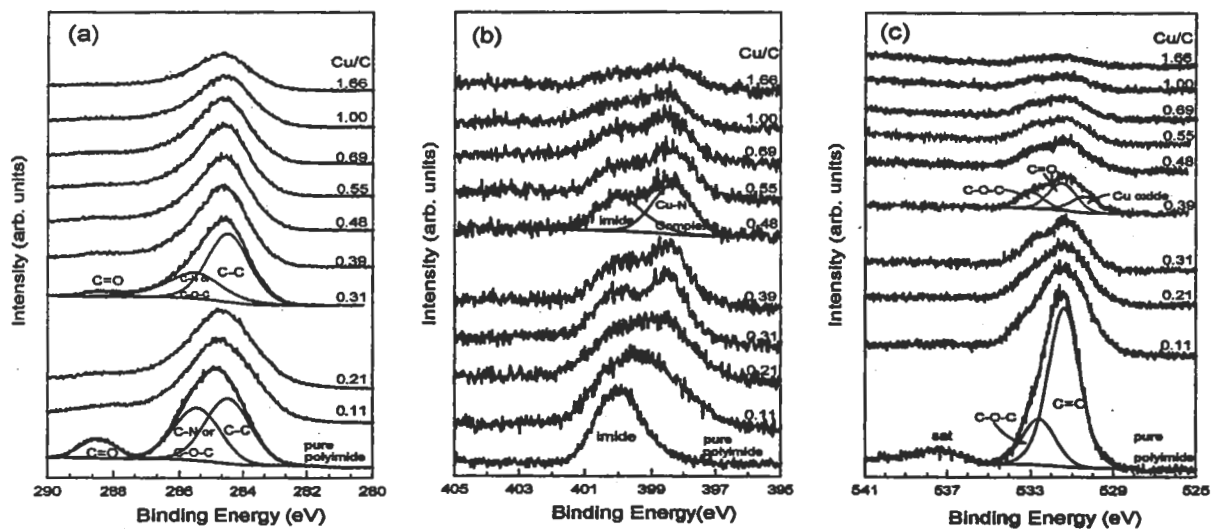 (a)
Cu/C
1.66
1.00
0.69
0.55
0.48
0.39
C=O
C-N or
C-C
C-O-C
0.31
0.21
0.11
C-N or
C-C
C=O
C-O-C
pure
polyimide
290
288
286
284
282
280
Binding Energy (eV)
Intensity (arb. units)
(b)
Cu/C
1.66
1.00
0.69
0.55
Cu-N
imide
Complex
0.48
0.39
0.31
0.21
0.11
imide
pure
polyimide
405
403
401
399
397
395
Binding Energy(eV)
Intensity (arb. units)
(c)
Cu/C
1.66
1.00
0.69
0.55
0.48
C=O
C-O-C
Cu oxide
0.39
0.31
0.21
0.11
C-O-C
C=C
sat
pure
polyimide
541
537
533
529
525
Binding Energy (eV)
Intensity (arb. units)